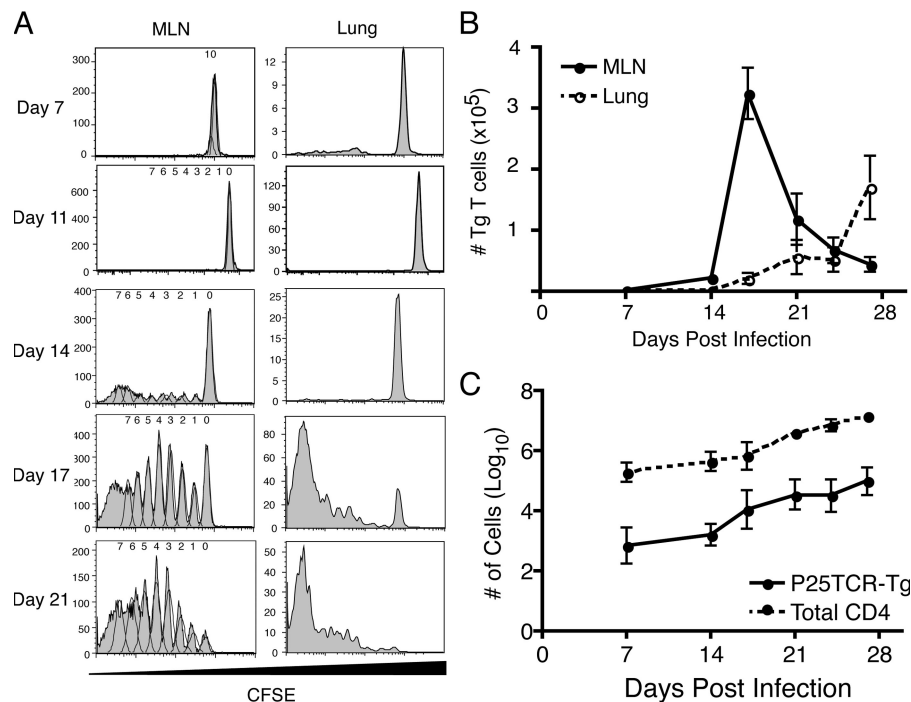 A
MLN
Lung
Day 7
300
200
100
0
10
12
9
6
3
0
Day 11
7 6 5 4 3 2 1 0
600
400
200
0
120
90
60
30
0
Day 14
400
300
200
100
0
7 6 5 4 3 2 1 0
25
20
15
10
5
0
Day 17
7 6 5 4 3 2 1 0
400
300
200
100
0
80
60
40
20
0
Day 21
200
150
100
50
0
7 6 5 4 3 2 1 0
50
40
30
20
10
0
CFSE
B
# Tg T cells (x10⁵)
4
3
2
1
MLN
Lung
0 7 14 21 28
Days Post Infection
C
# of Cells (Log₁₀)
8
6
4
2
0
P25TCR-Tg
Total CD4
0 7 14 21 28
Days Post Infection